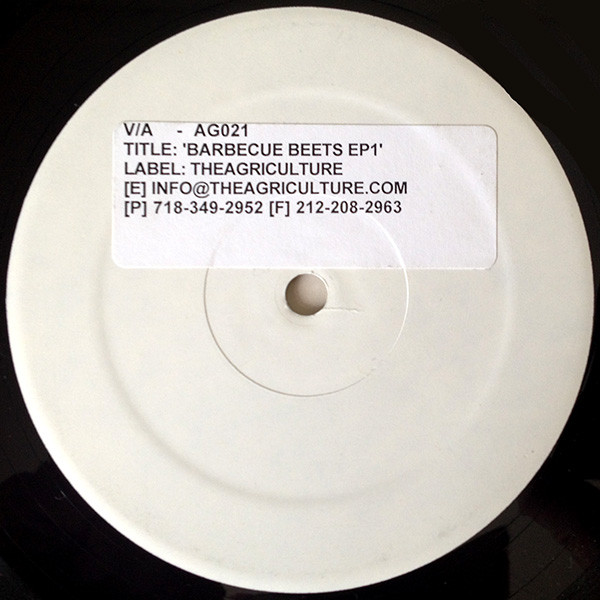 V/A - AG021
TITLE: 'BARBECUE BEETS EP1'
LABEL: THEAGRICULTURE
[E] INFO@THEAGRICULTURE.COM
[P] 718-349-2952 [F] 212-208-2963